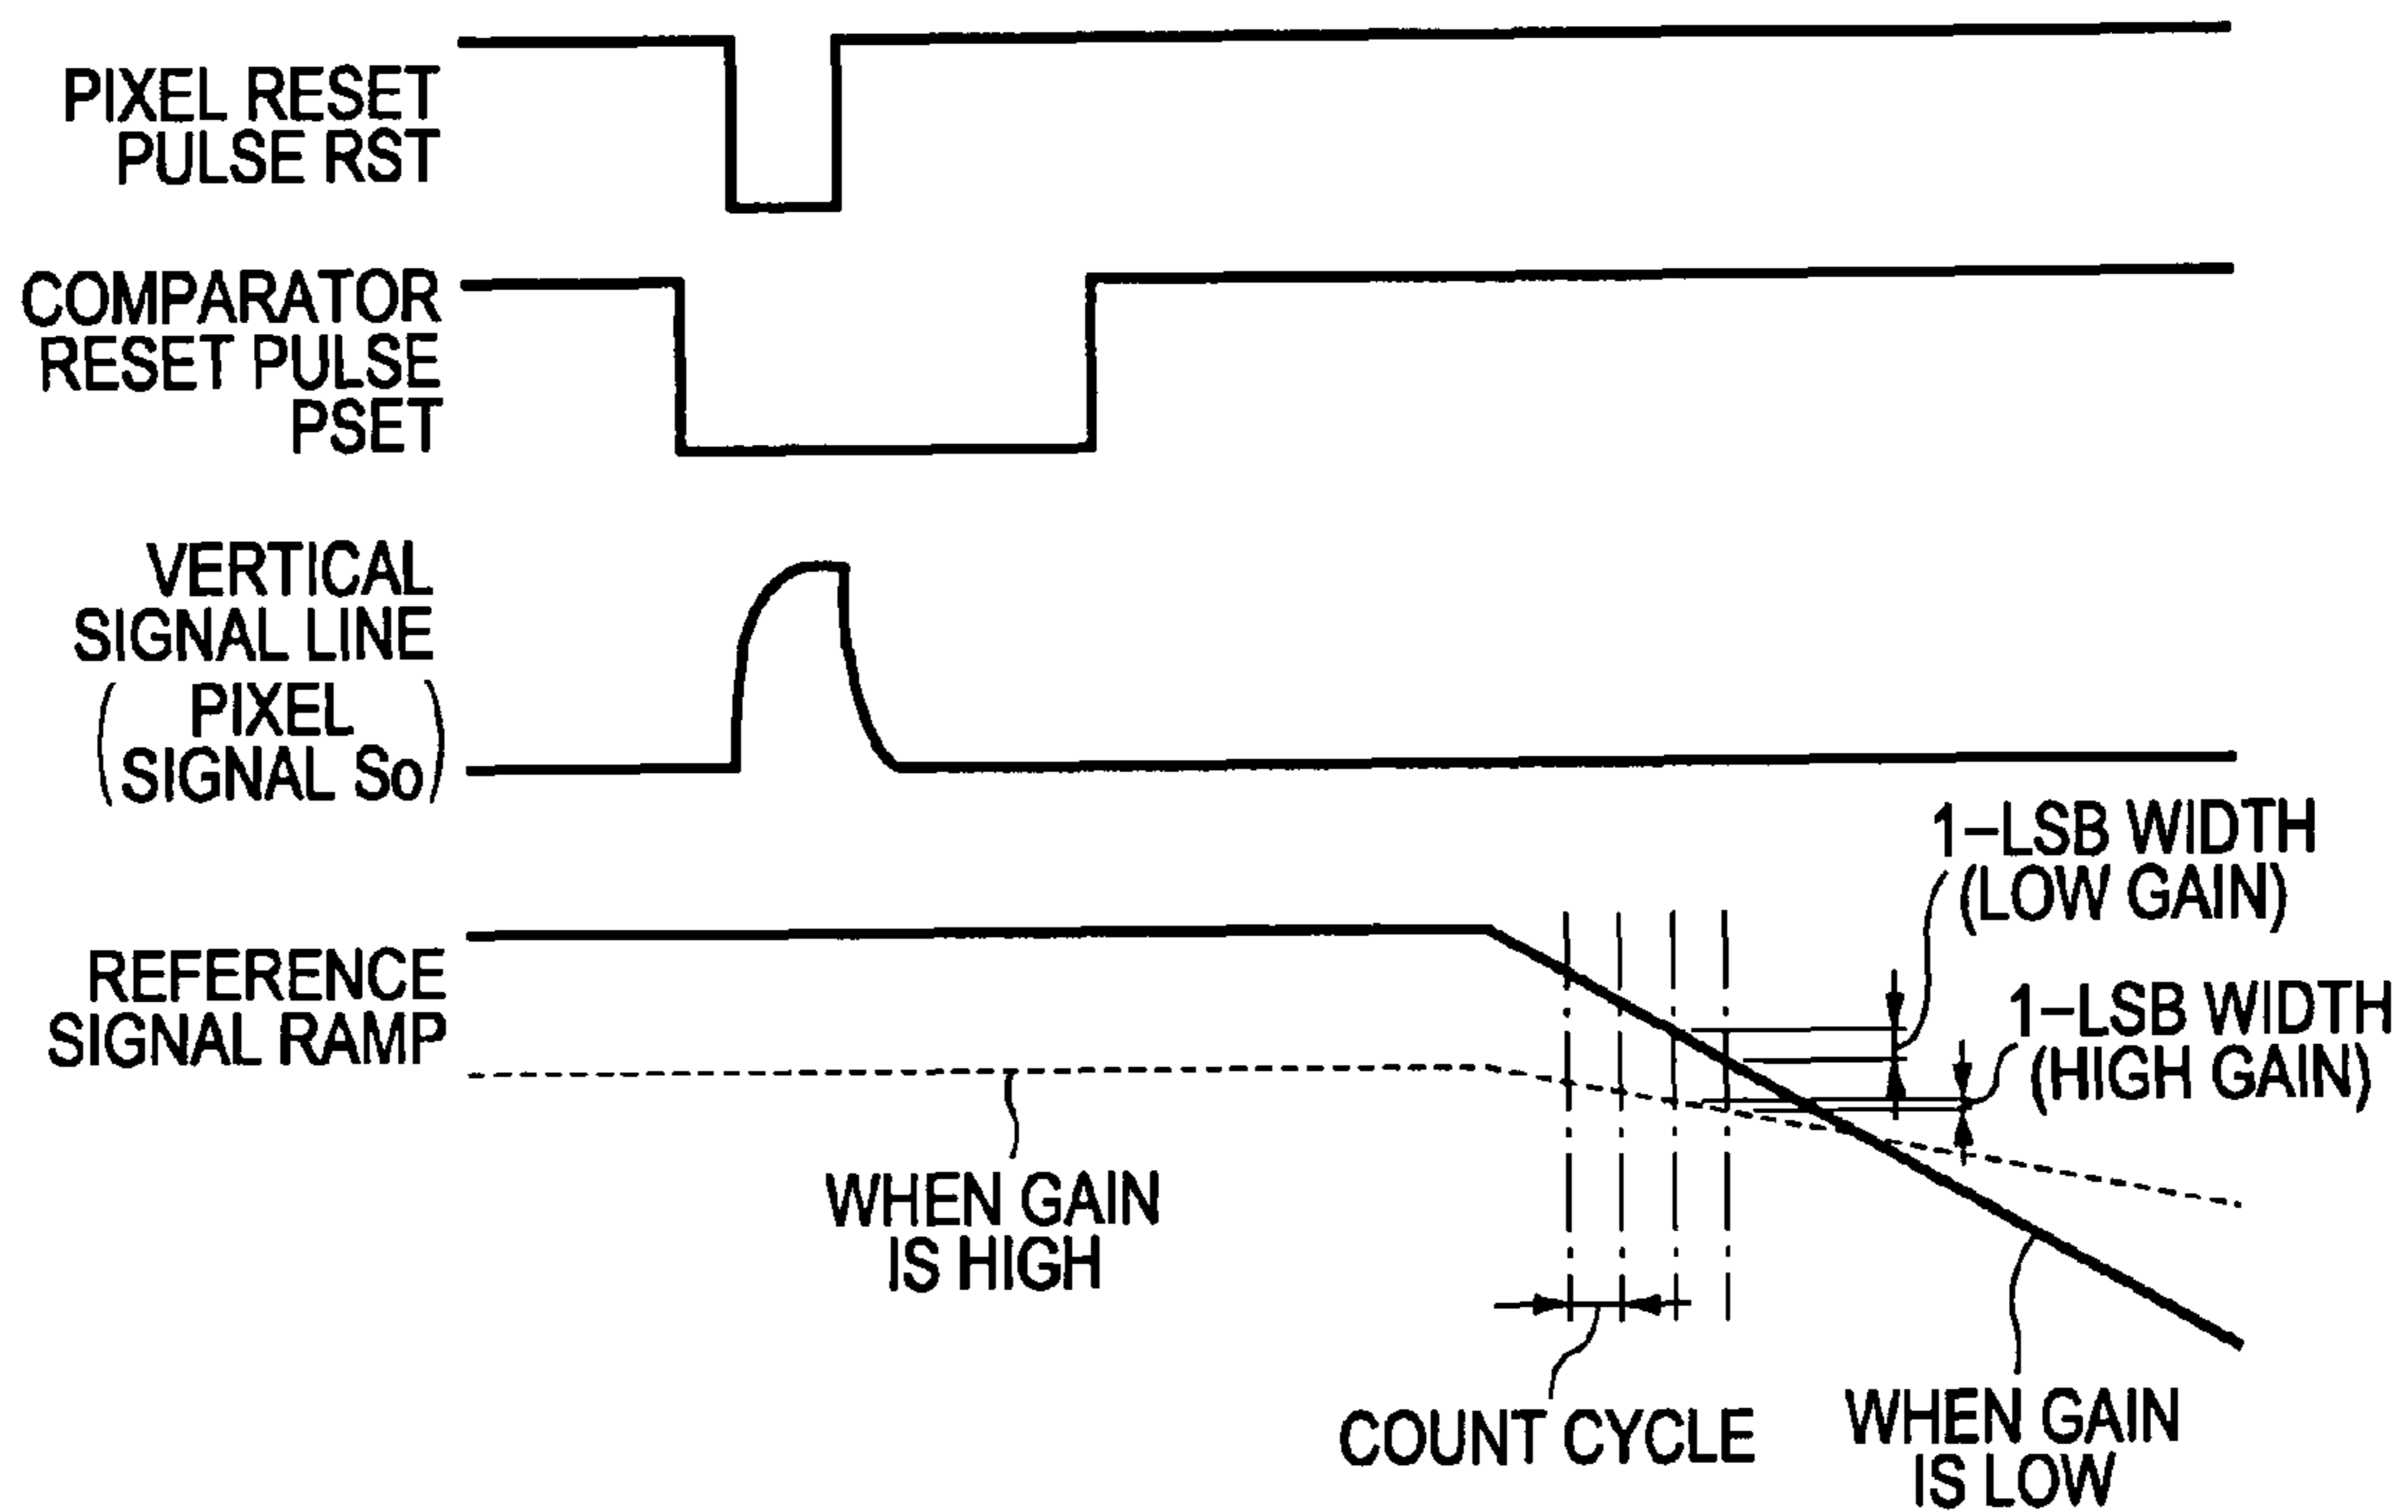 PIXEL RESET
PULSE RST
COMPARATOR
RESET PULSE
PSET
VERTICAL
SIGNAL LINE
(PIXEL
SIGNAL So)
1-LSB WIDTH
(LOW GAIN)
REFERENCE
SIGNAL RAMP
1-LSB WIDTH
(HIGH GAIN)
WHEN GAIN
IS HIGH
COUNT CYCLE
WHEN GAIN
IS LOW